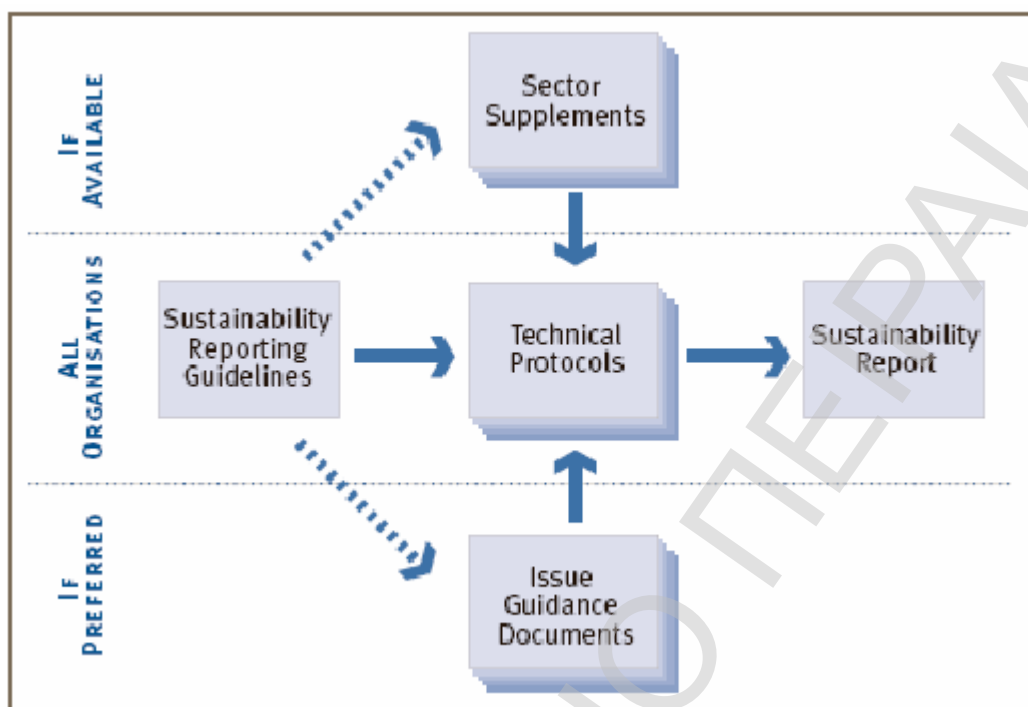 IF
AVAILABLE
Sector
Supplements
ALL
ORGANISATIONS
Sustainability
Reporting
Guidelines
Technical
Protocols
Sustainability
Report
IF
PREFERRED
Issue
Guidance
Documents